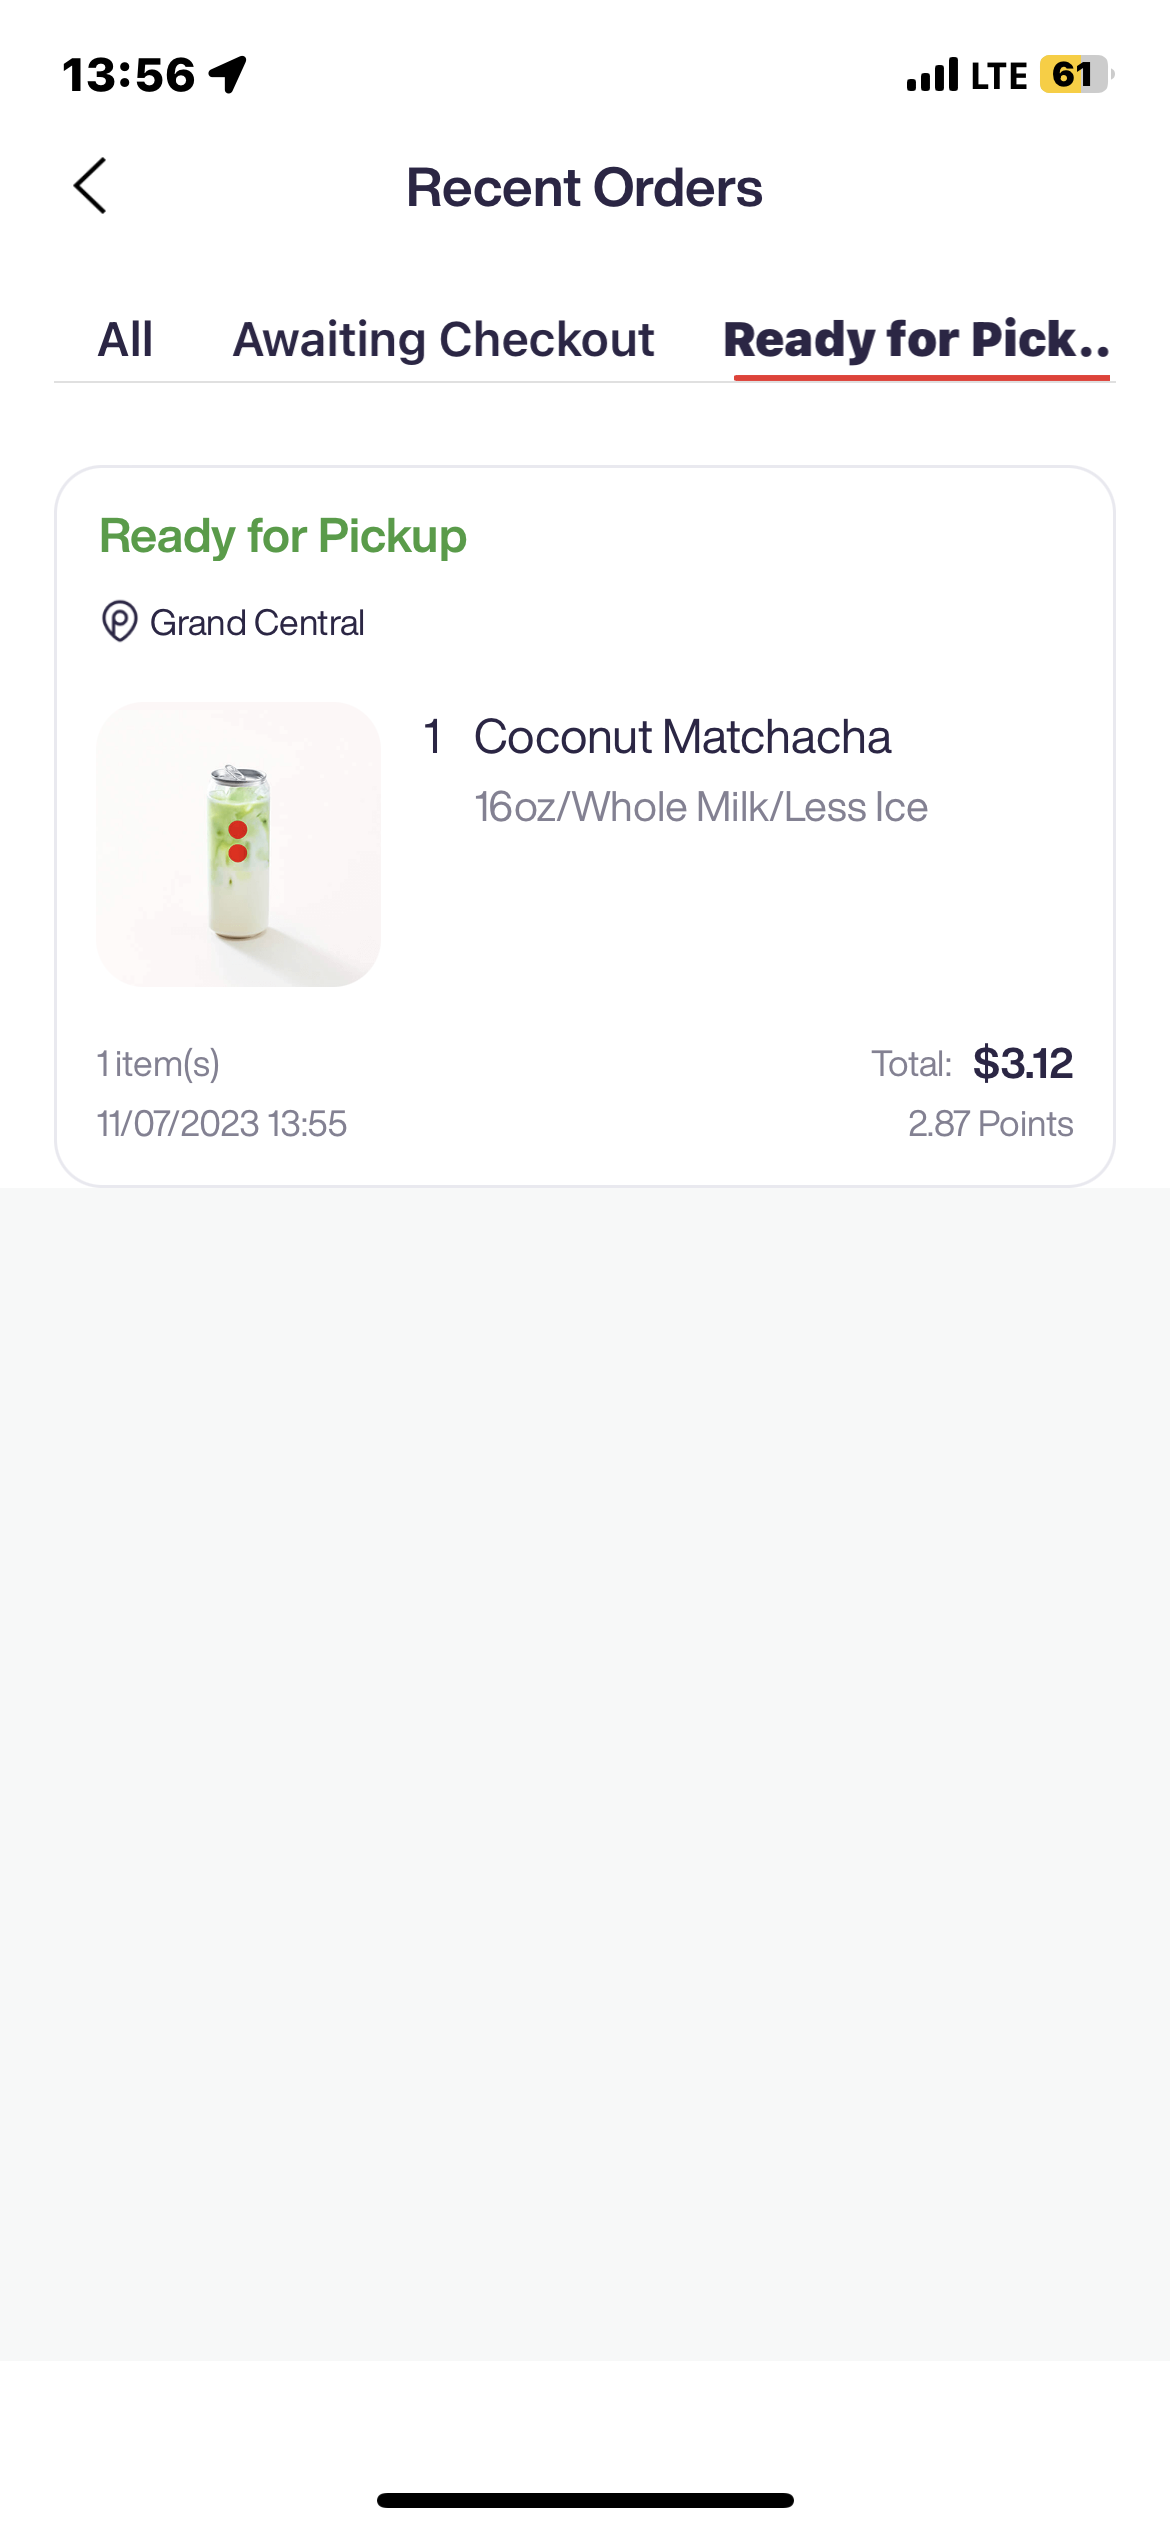 13:56 LTE 61
Recent Orders
All Awaiting Checkout Ready for Pick..
Ready for Pickup
Grand Central
1 Coconut Matchacha
16oz/Whole Milk/Less Ice
1 item(s) Total: $3.12
11/07/2023 13:55 2.87 Points